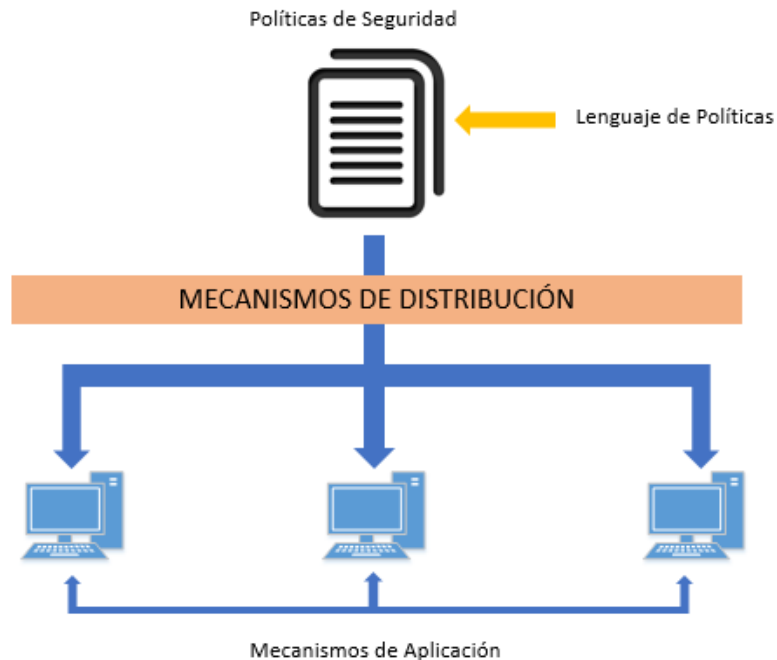 Políticas de Seguridad
Lenguaje de Políticas
MECANISMOS DE DISTRIBUCIÓN
Mecanismos de Aplicación